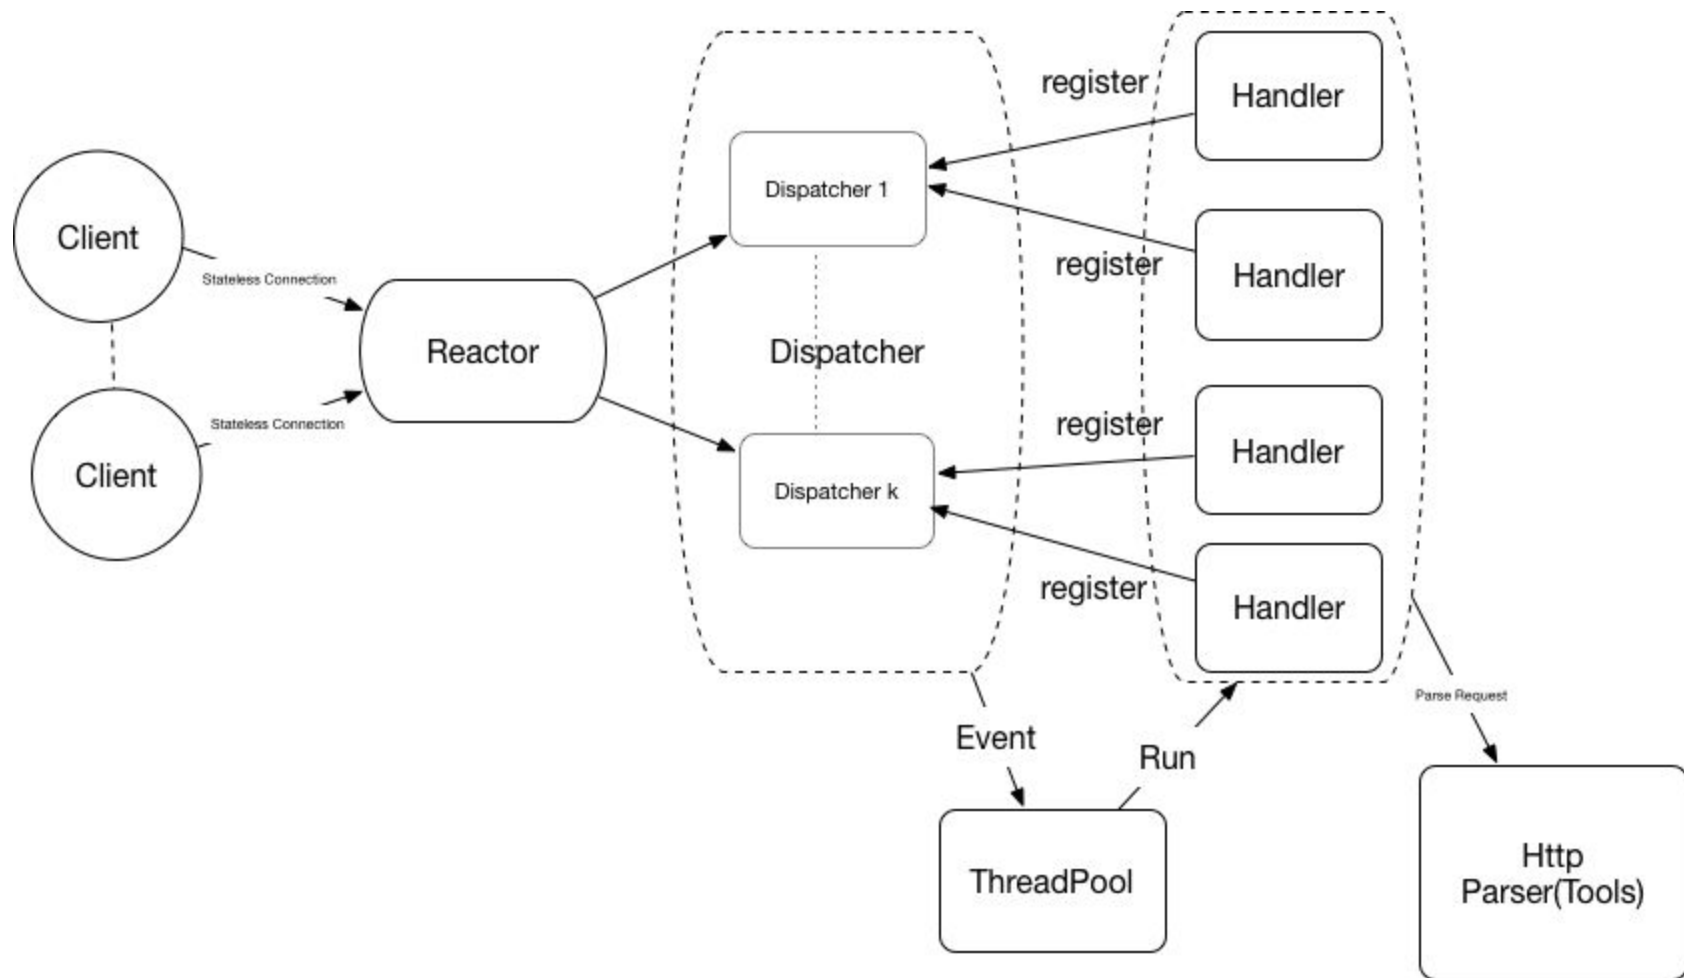 register
Handler
Dispatcher 1
Client
register
Handler
Stateless Connection
Reactor
Dispatcher
Stateless Connection
register
Handler
Client
Dispatcher k
register
Handler
Parse Request
Event
Run
ThreadPool
Http
Parser(Tools)